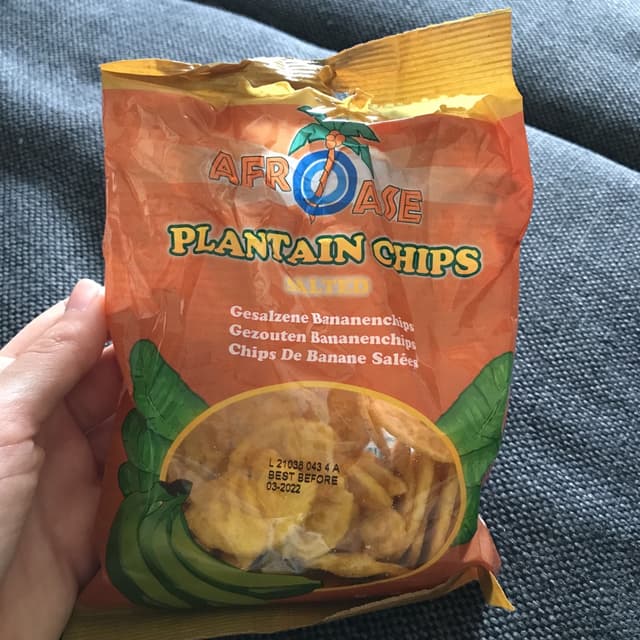 AFROASE
PLANTAIN CHIPS
SALTED
Gesalzene Bananenchips
Gezouten Bananenchips
Chips De Banane Salées
L 21038 043 4 A
BEST BEFORE
03-2022